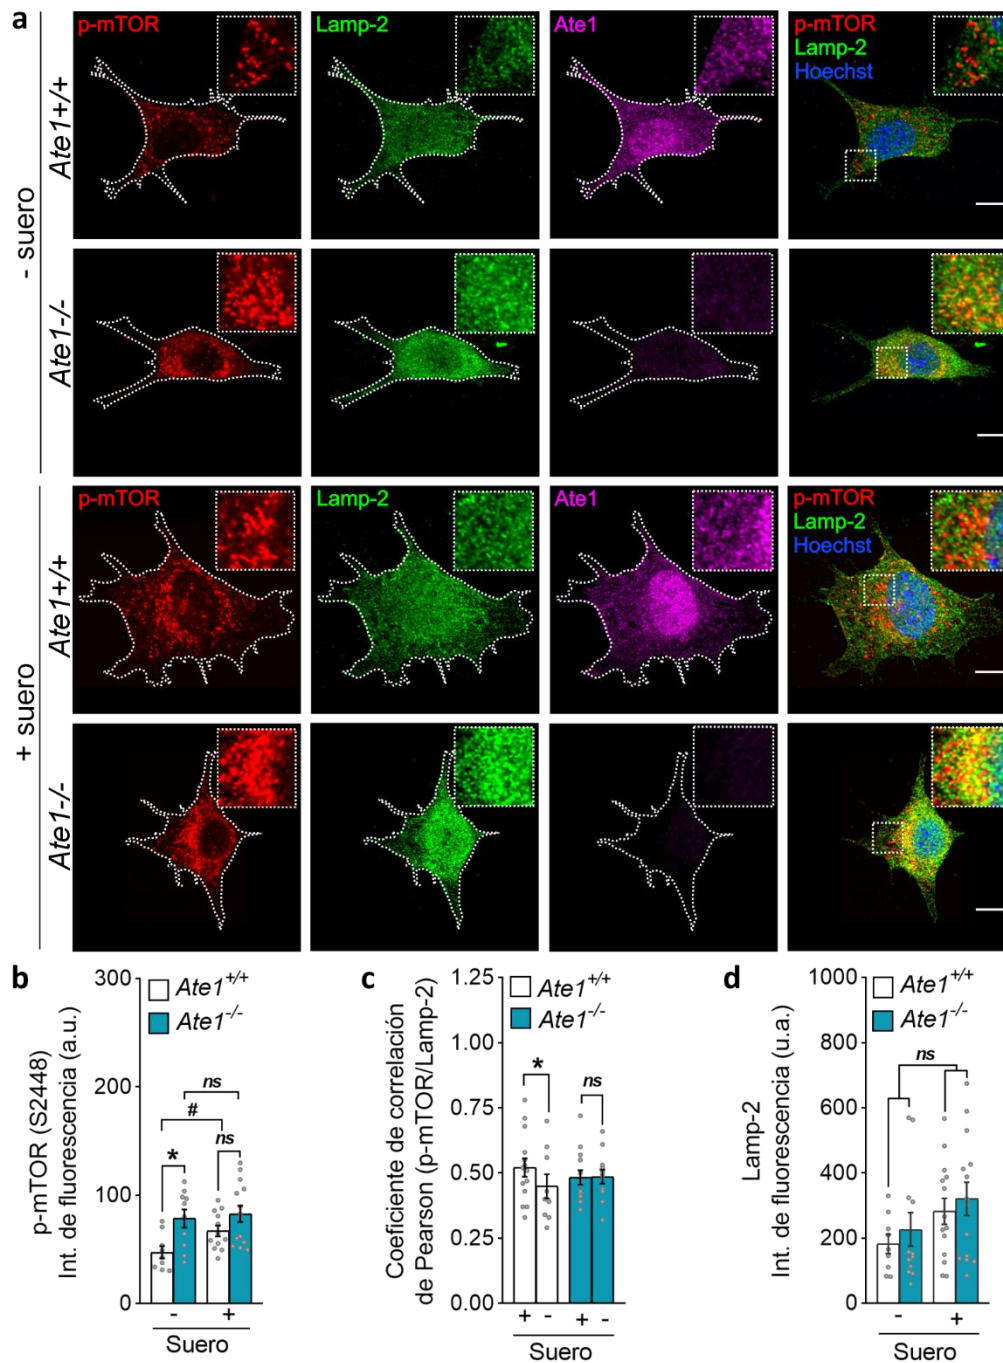 a
p-mTOR
Lamp-2
Ate1
p-mTOR
Lamp-2
Hoechst
Ate1+/+
- suero
Ate1-/-
p-mTOR
Lamp-2
Ate1
p-mTOR
Lamp-2
Hoechst
Ate1+/+
+ suero
Ate1-/-
b
p-mTOR (S2448)
Int. de fluorescencia (a.u.)
300
200
100
0
Ate1+/+
Ate1-/-
ns
#
ns
*
- +
Suero
c
Coeficiente de correlación
de Pearson (p-mTOR/Lamp-2)
1.25
1.00
0.75
0.50
0.25
0.00
Ate1+/+
Ate1-/-
*
ns
+ - + -
Suero
d
Lamp-2
Int. de fluorescencia (u.a.)
1000
800
600
400
200
0
Ate1+/+
Ate1-/-
ns
- +
Suero